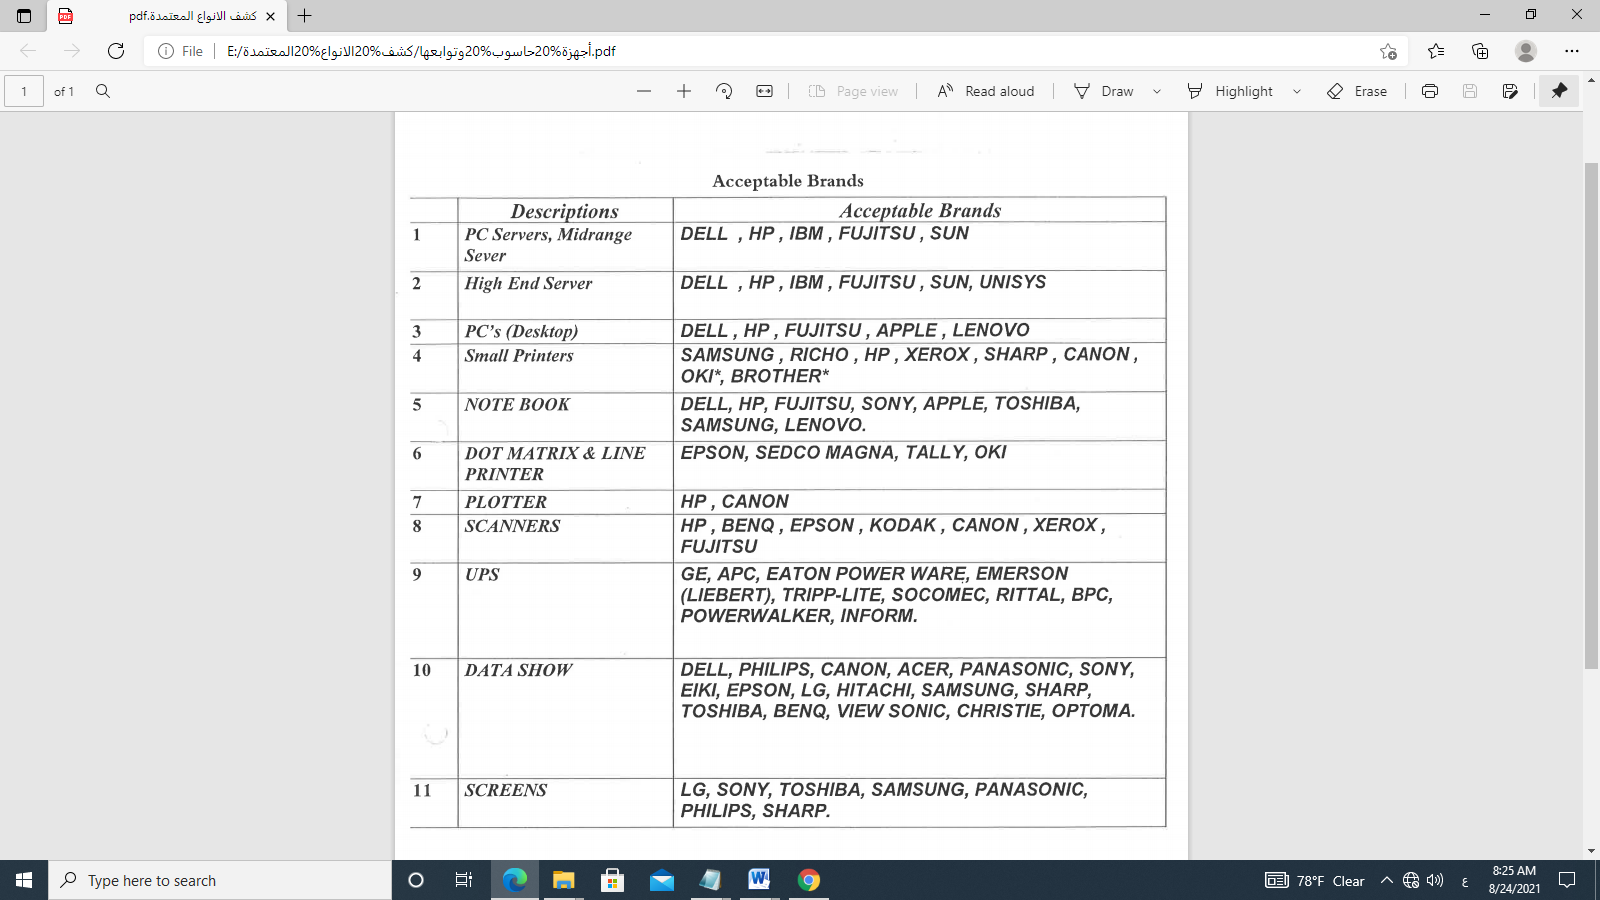 كشف الانواع المعتمدة.pdf
File
E:/أجهزة%20حاسوب%20وتوابعها/كشف%20الانواع%20المعتمدة.pdf
1 of 1
Page view
Read aloud
Draw
Highlight
Erase
Acceptable Brands
Descriptions Acceptable Brands
1 PC Servers, Midrange DELL , HP , IBM , FUJITSU , SUN
Sever
2 High End Server DELL , HP , IBM , FUJITSU , SUN, UNISYS
3 PC's (Desktop) DELL , HP , FUJITSU , APPLE , LENOVO
4 Small Printers SAMSUNG , RICHO , HP , XEROX , SHARP , CANON ,
OKI*, BROTHER*
5 NOTE BOOK DELL, HP, FUJITSU, SONY, APPLE, TOSHIBA,
SAMSUNG, LENOVO.
6 DOT MATRIX & LINE EPSON, SEDCO MAGNA, TALLY, OKI
PRINTER
7 PLOTTER HP , CANON
8 SCANNERS HP , BENQ , EPSON , KODAK , CANON , XEROX ,
FUJITSU
9 UPS GE, APC, EATON POWER WARE, EMERSON
(LIEBERT), TRIPP-LITE, SOCOMEC, RITTAL, BPC,
POWERWALKER, INFORM.
10 DATA SHOW DELL, PHILIPS, CANON, ACER, PANASONIC, SONY,
EIKI, EPSON, LG, HITACHI, SAMSUNG, SHARP,
TOSHIBA, BENQ, VIEW SONIC, CHRISTIE, OPTOMA.
11 SCREENS LG, SONY, TOSHIBA, SAMSUNG, PANASONIC,
PHILIPS, SHARP.
Type here to search
78°F Clear
ع
8:25 AM
8/24/2021